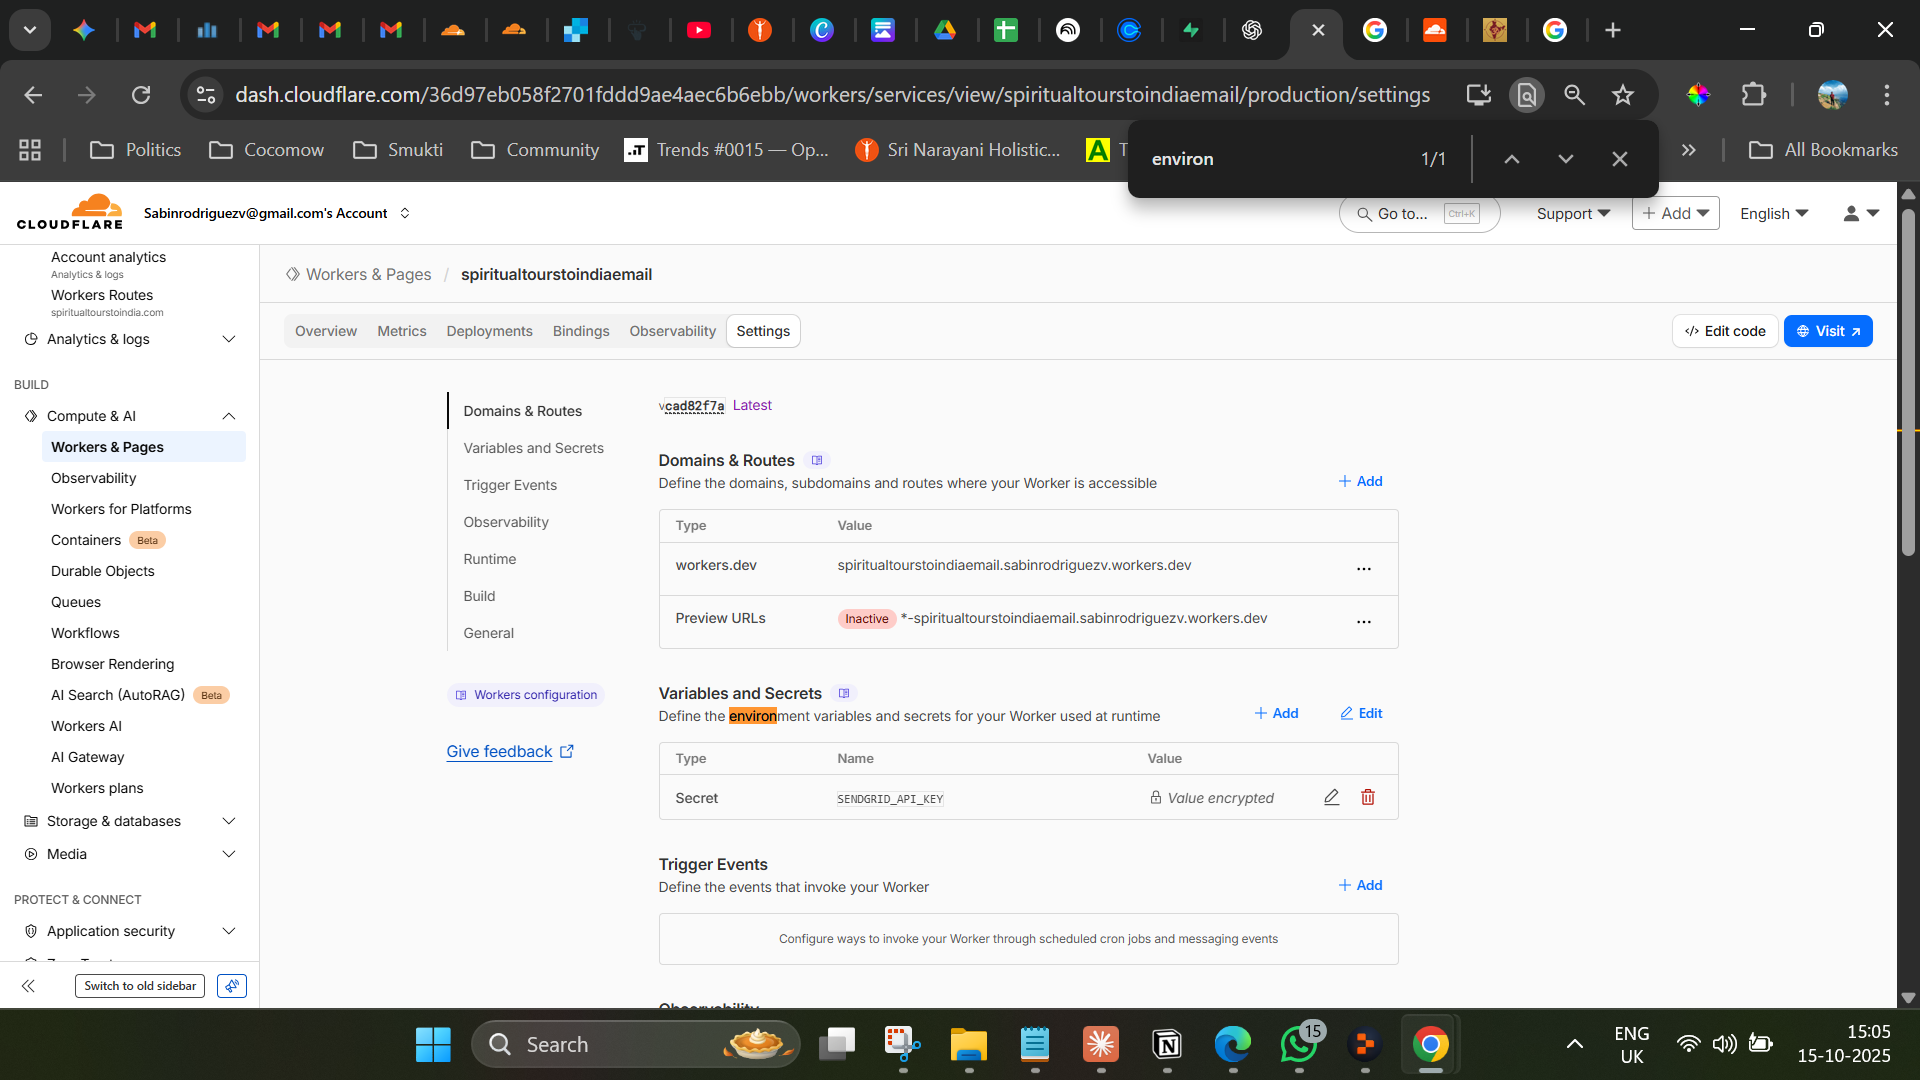 dash.cloudflare.com/36d97eb058f2701fddd9ae4aec6b6ebb/workers/services/view/spiritualtourstoindiaemail/production/settings
Politics
Cocomow
Smukti
Community
.IT
Trends #0015 — Op...
Sri Narayani Holistic...
A
T
»
All Bookmarks
environ
1/1
CLOUDFLARE
Sabinrodriguezv@gmail.com's Account
Go to...
Ctrl+K
Support
+ Add
English
Account analytics
Analytics & logs
Workers Routes
spiritualtourstoindia.com
Analytics & logs
BUILD
Compute & AI
Workers & Pages
Observability
Workers for Platforms
Containers Beta
Durable Objects
Queues
Workflows
Browser Rendering
AI Search (AutoRAG) Beta
Workers AI
AI Gateway
Workers plans
Storage & databases
Media
PROTECT & CONNECT
Application security
Switch to old sidebar
Workers & Pages / spiritualtourstoindiaemail
Overview
Metrics
Deployments
Bindings
Observability
Settings
</> Edit code
Visit
Domains & Routes
Variables and Secrets
Trigger Events
Observability
Runtime
Build
General
Workers configuration
Give feedback
vcad82f7a Latest
Domains & Routes
Define the domains, subdomains and routes where your Worker is accessible
+ Add
Type Value
workers.dev spiritualtourstoindiaemail.sabinrodriguezv.workers.dev ...
Preview URLs Inactive *-spiritualtourstoindiaemail.sabinrodriguezv.workers.dev ...
Variables and Secrets
Define the environment variables and secrets for your Worker used at runtime
+ Add
Edit
Type Name Value
Secret SENDGRID_API_KEY Value encrypted
Trigger Events
Define the events that invoke your Worker
+ Add
Configure ways to invoke your Worker through scheduled cron jobs and messaging events
Observability
Search
15
ENG
UK
15:05
15-10-2025